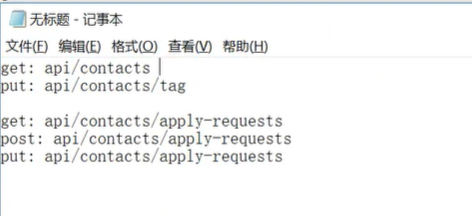 无标题 - 记事本
文件(F) 编辑(E) 格式(O) 查看(V) 帮助(H)
get: api/contacts
put: api/contacts/tag
get: api/contacts/apply-requests
post: api/contacts/apply-requests
put: api/contacts/apply-requests